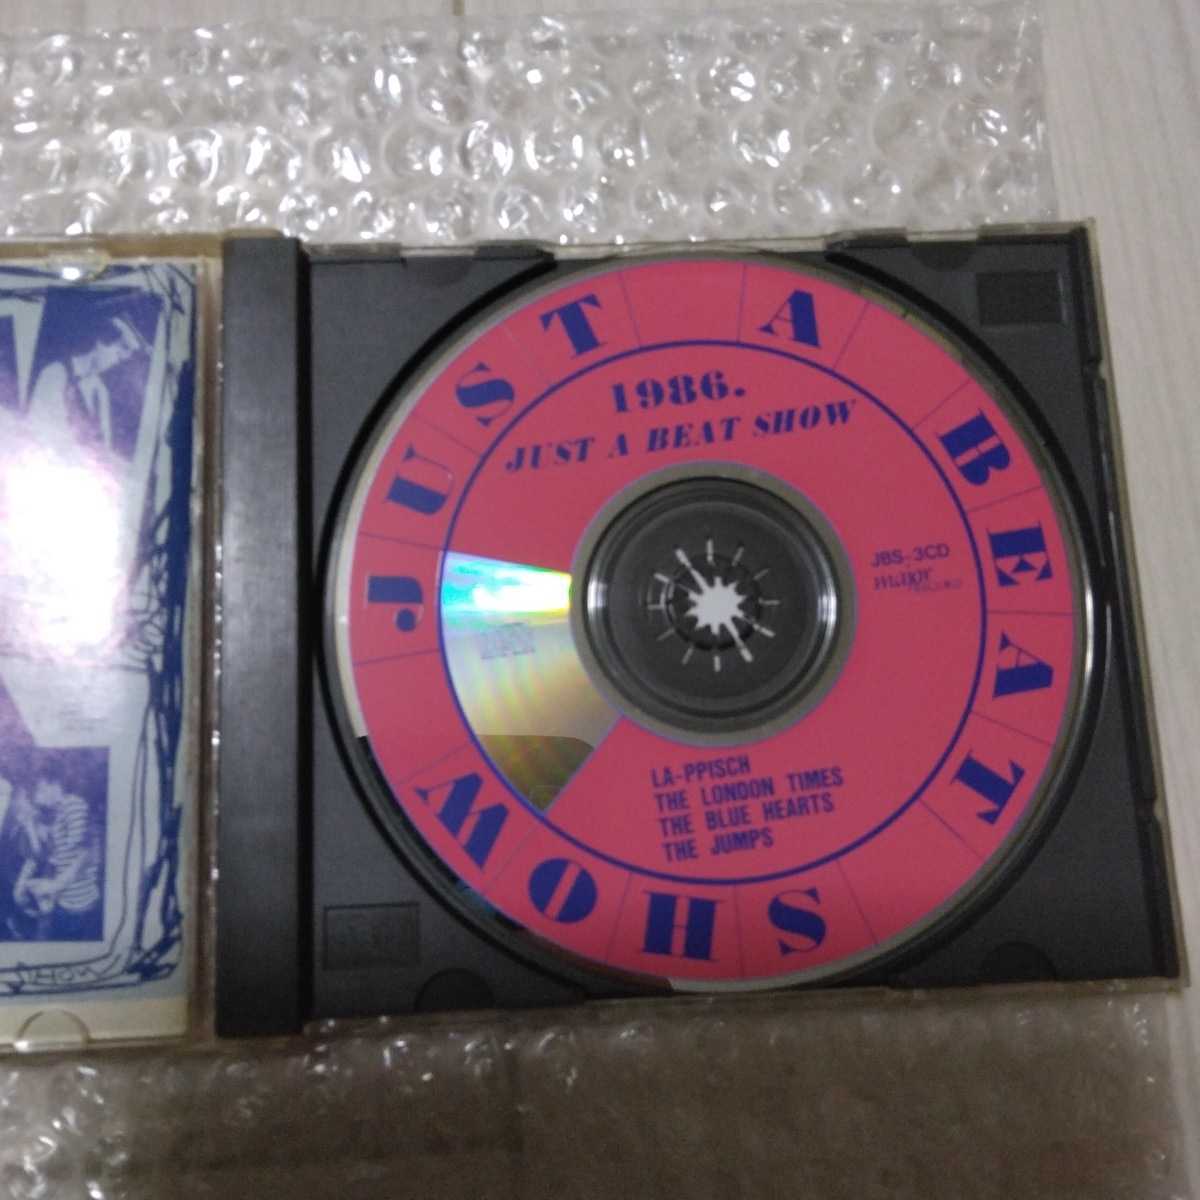 JUST A BEAT SHOW
1986.
JUST A BEAT SHOW
JBS-3CD
major
LA-PPISCH
THE LONDON TIMES
THE BLUE HEARTS
THE JUMPS